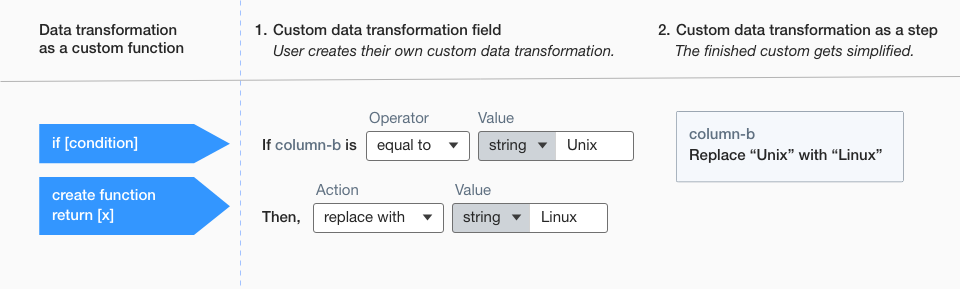 Data transformation
as a custom function
1. Custom data transformation field
User creates their own custom data transformation.
2. Custom data transformation as a step
The finished custom gets simplified.
if [condition]
create function
return [x]
Operator
Value
If column-b is
equal to
string
Unix
Action
Value
Then,
replace with
string
Linux
column-b
Replace “Unix” with “Linux”